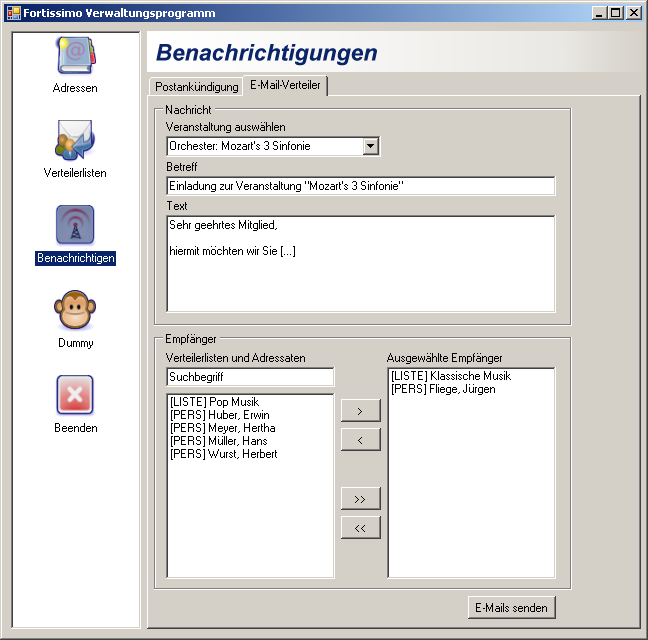 Fortissimo Verwaltungsprogramm
Adressen
Verteilerlisten
Benachrichtigen
Dummy
Beenden
Benachrichtigungen
Postankündigung
E-Mail-Verteiler
Nachricht
Veranstaltung auswählen
Orchester: Mozart's 3 Sinfonie
Betreff
Einladung zur Veranstaltung "Mozart's 3 Sinfonie"
Text
Sehr geehrtes Mitglied,
hiermit möchten wir Sie [...]
Empfänger
Verteilerlisten und Adressaten
Suchbegriff
[LISTE] Pop Musik
[PERS] Huber, Erwin
[PERS] Meyer, Hertha
[PERS] Müller, Hans
[PERS] Wurst, Herbert
>
<
>>
<<
Ausgewählte Empfänger
[LISTE] Klassische Musik
[PERS] Fliege, Jürgen
E-Mails senden